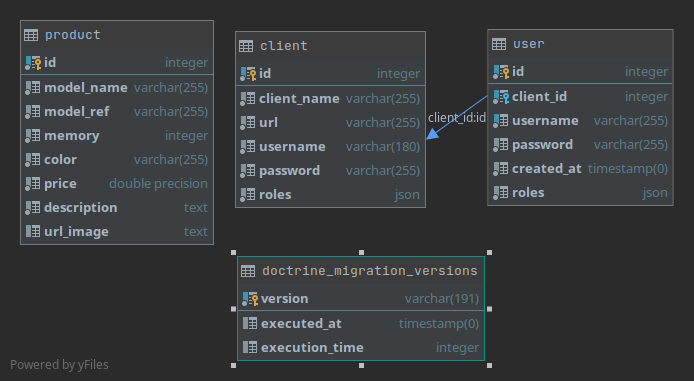 product
id integer
model_name varchar(255)
model_ref varchar(255)
memory integer
color varchar(255)
price double precision
description text
url_image text
client
id integer
client_name varchar(255)
url varchar(255)
username varchar(180)
password varchar(255)
roles json
client_id:id
user
id integer
client_id integer
username varchar(255)
password varchar(255)
created_at timestamp(0)
roles json
doctrine_migration_versions
version varchar(191)
executed_at timestamp(0)
execution_time integer
Powered by yFiles